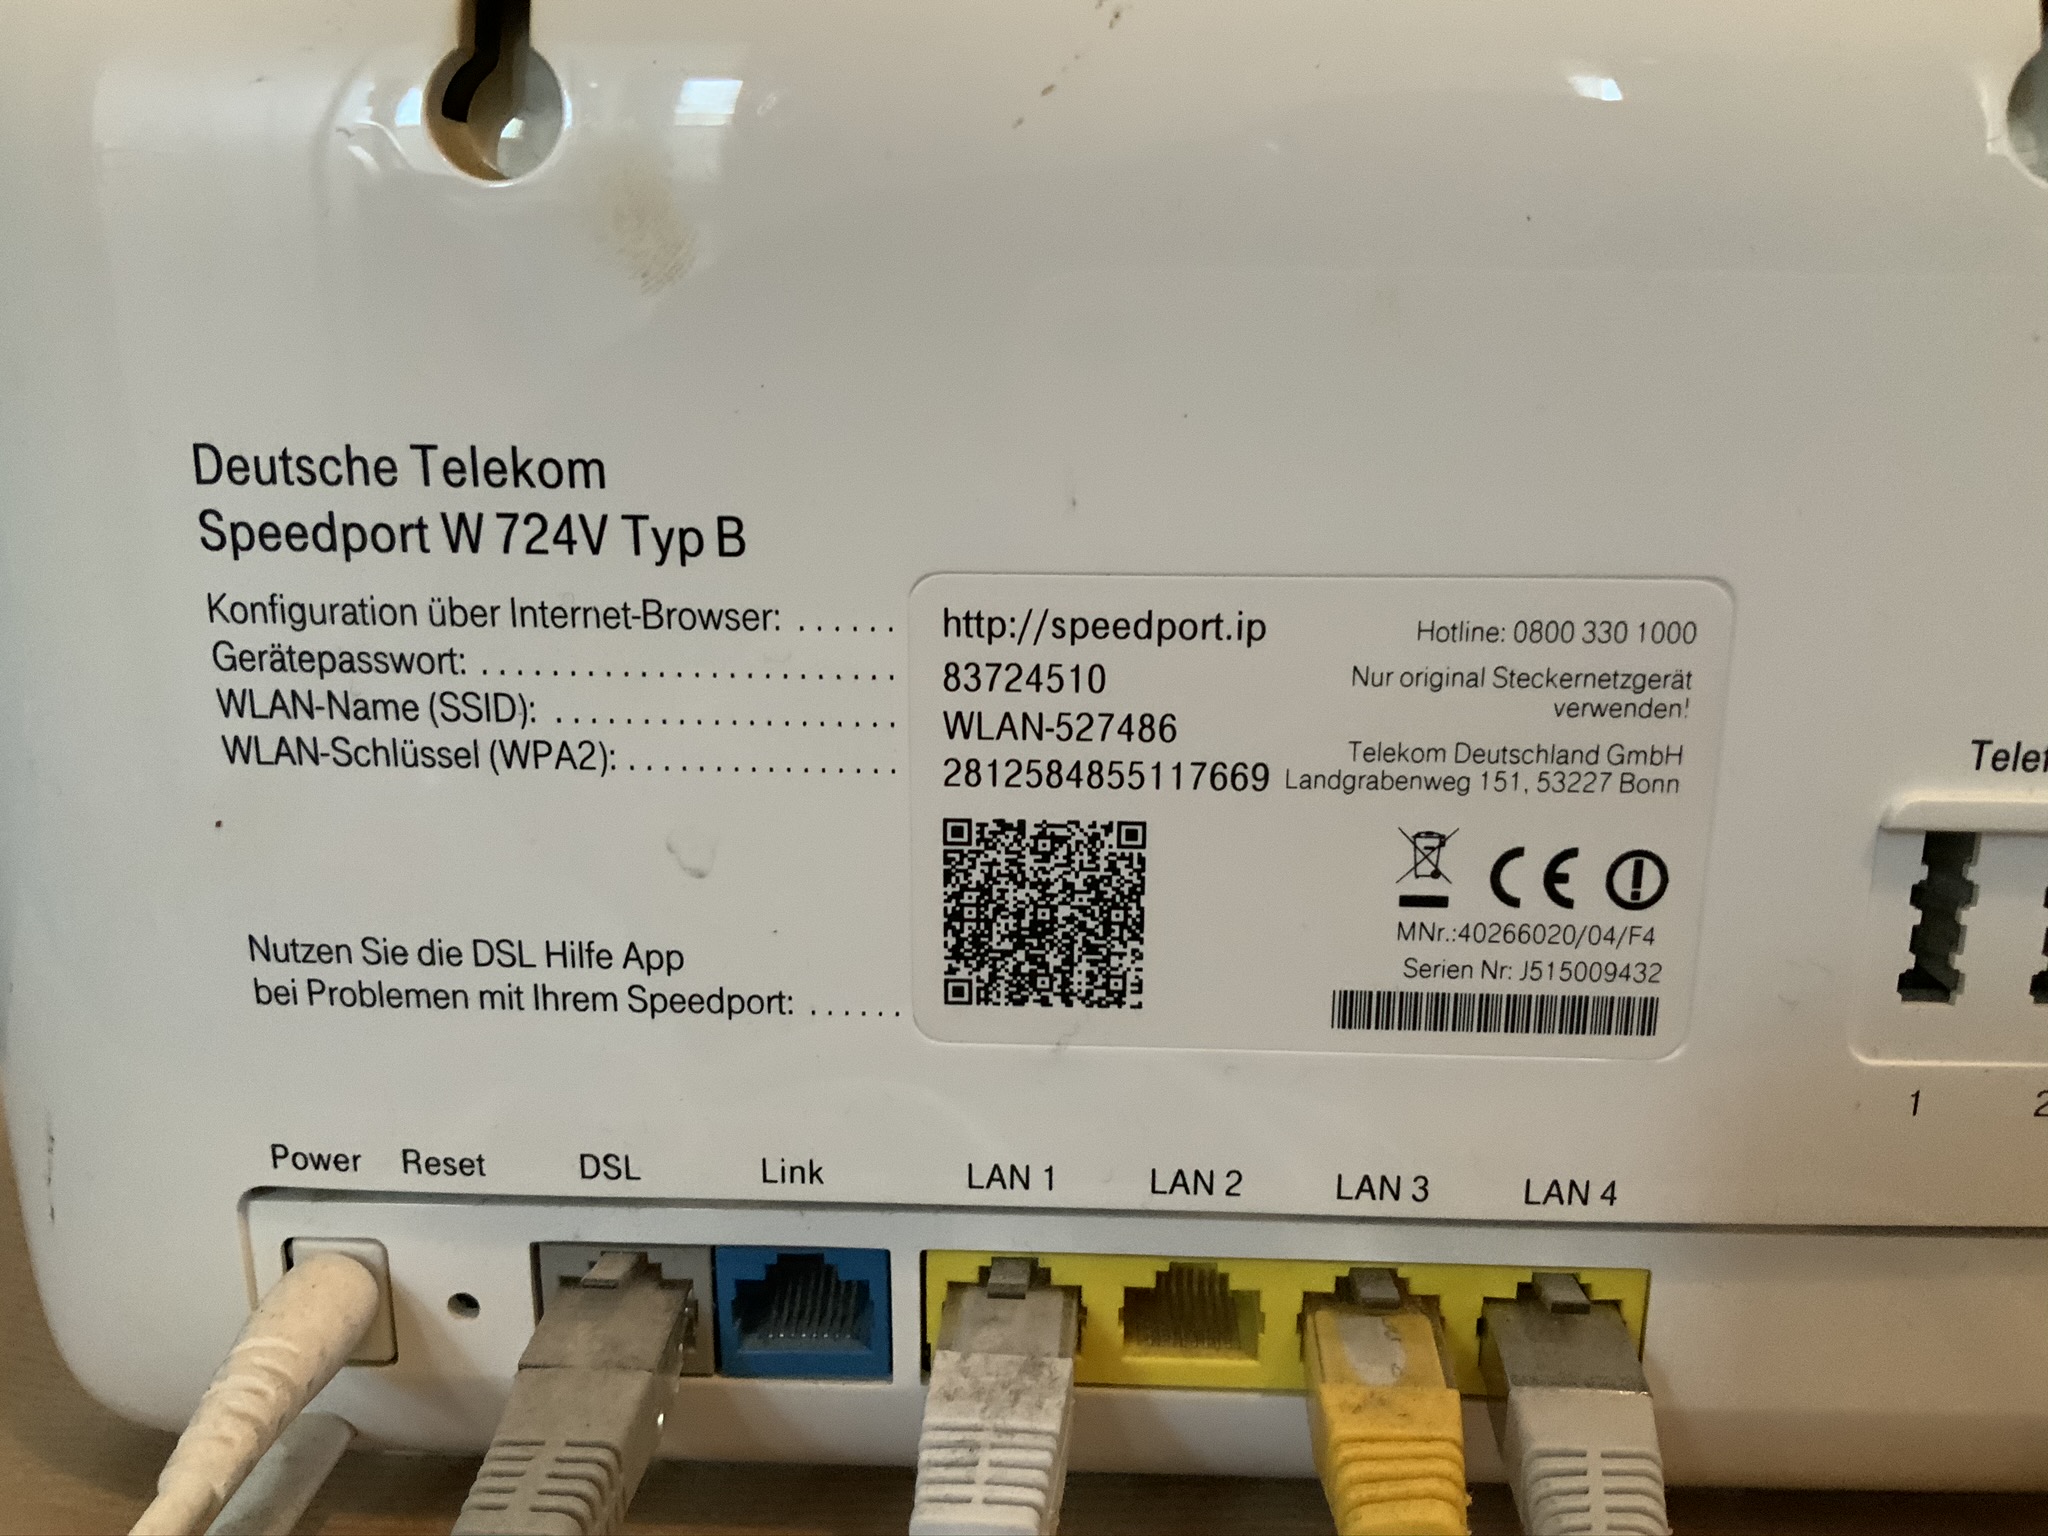 Deutsche Telekom
Speedport W 724V Typ B
Konfiguration über Internet-Browser: ...... http://speedport.ip
Gerätepasswort: ........................ 83724510
WLAN-Name (SSID): .................... WLAN-527486
WLAN-Schlüssel (WPA2): ................ 2812584855117669
Hotline: 0800 330 1000
Nur original Steckernetzgerät
verwenden!
Telekom Deutschland GmbH
Landgrabenweg 151, 53227 Bonn
CE
MNr.:40266020/04/F4
Serien Nr: J515009432
Nutzen Sie die DSL Hilfe App
bei Problemen mit Ihrem Speedport: ......
1 2
Power Reset DSL Link LAN 1 LAN 2 LAN 3 LAN 4